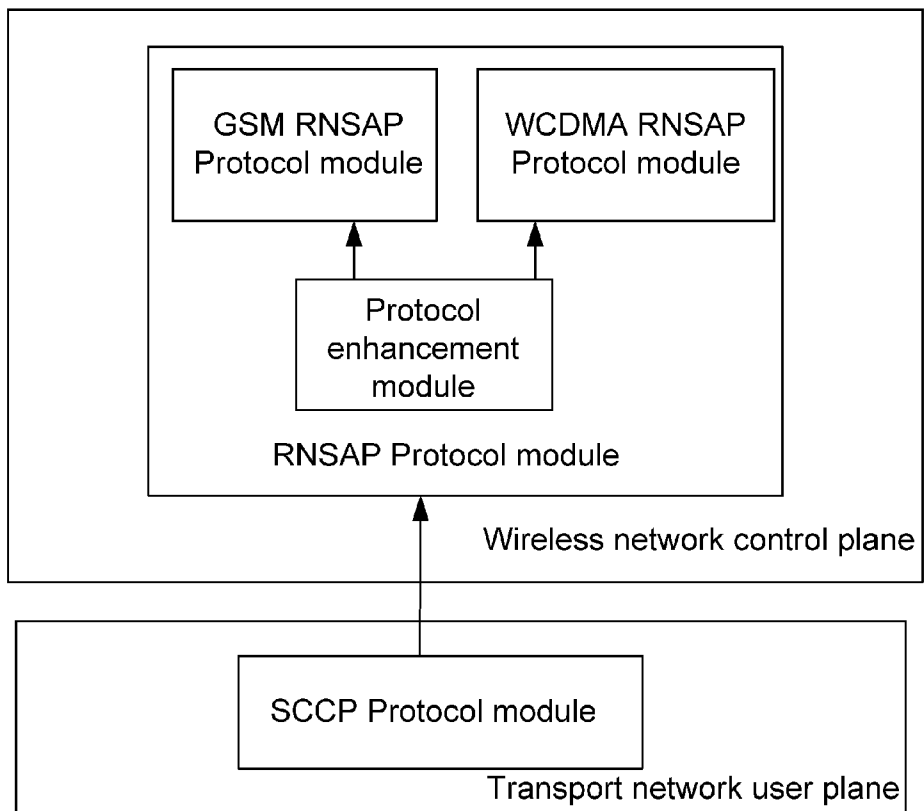 GSM RNSAP
Protocol module
WCDMA RNSAP
Protocol module
Protocol
enhancement
module
RNSAP Protocol module
Wireless network control plane
SCCP Protocol module
Transport network user plane